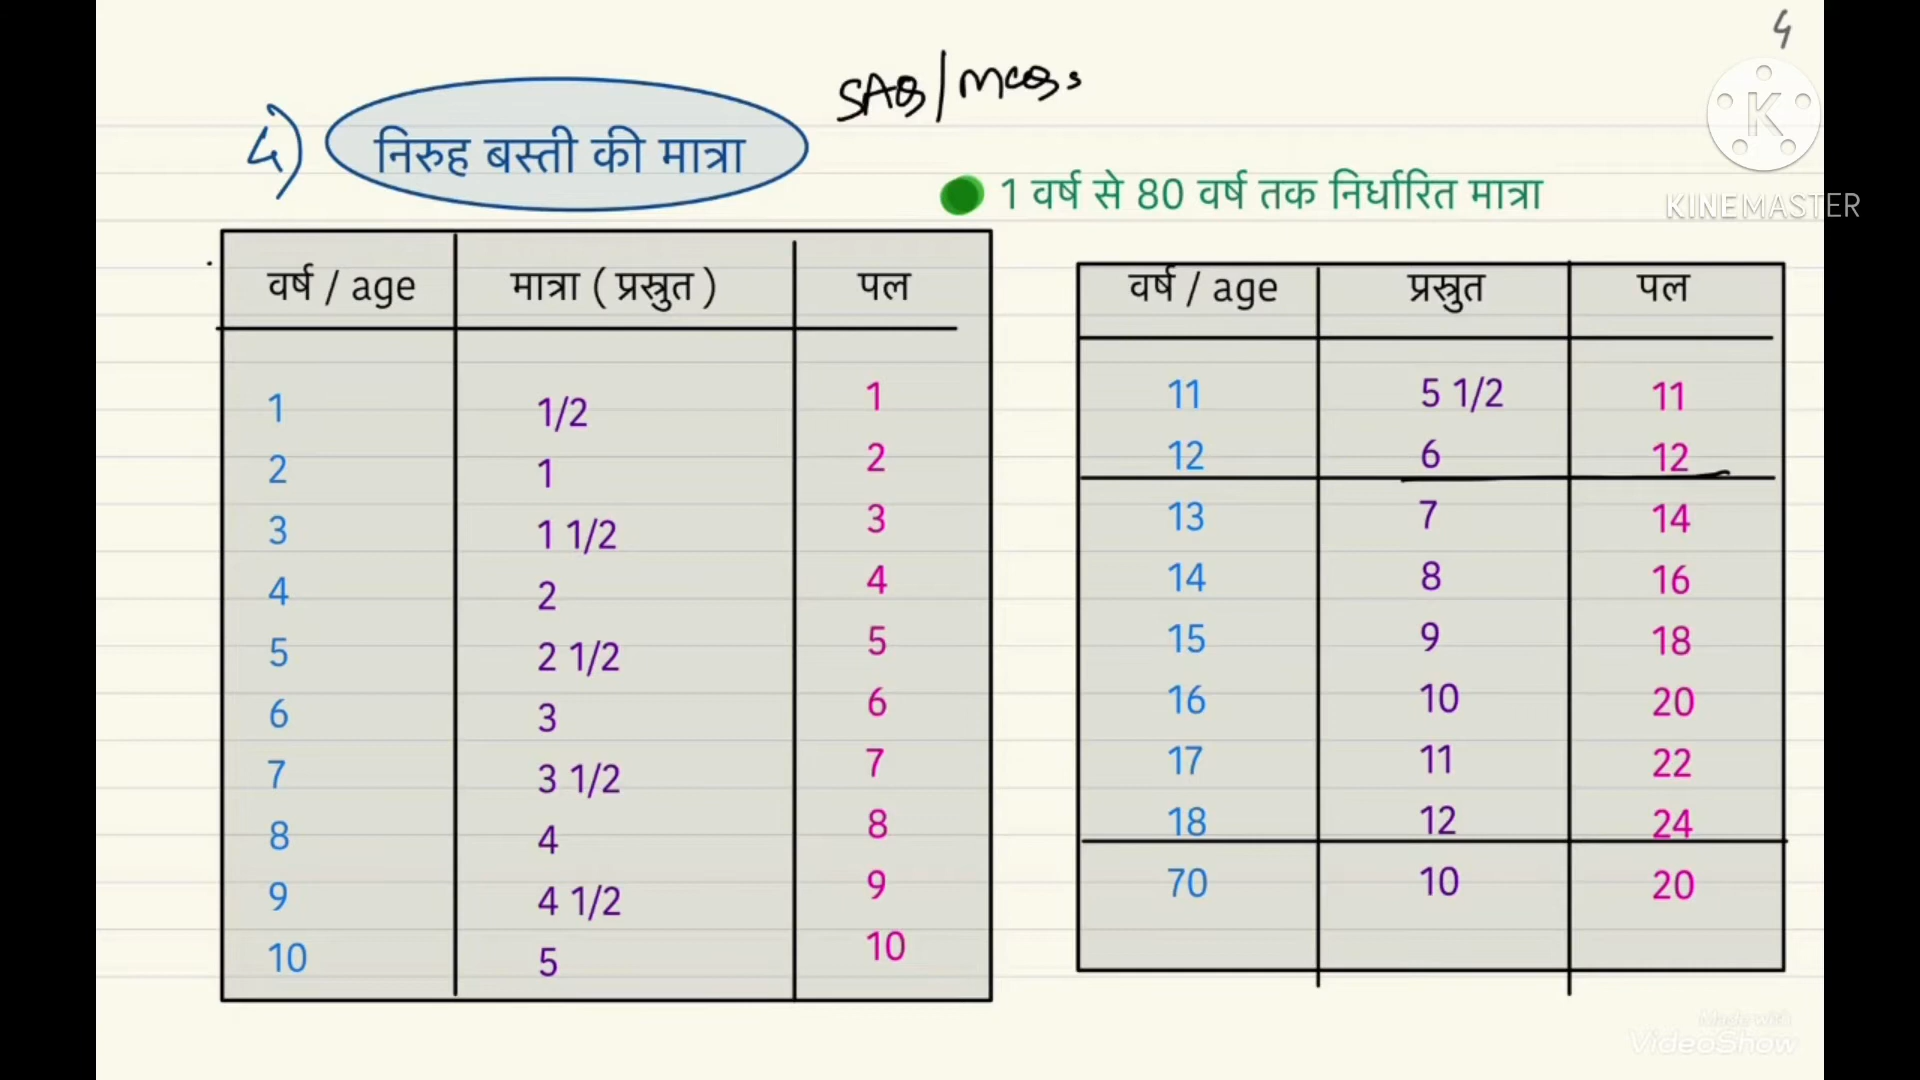 4
SAQ/MCQs
4) निरुह बस्ती की मात्रा
1 वर्ष से 80 वर्ष तक निर्धारित मात्रा
K
KINEMASTER
वर्ष / age मात्रा ( प्रस्रुत ) पल
1 1/2 1
2 1 2
3 1 1/2 3
4 2 4
5 2 1/2 5
6 3 6
7 3 1/2 7
8 4 8
9 4 1/2 9
10 5 10
वर्ष / age प्रस्रुत पल
11 5 1/2 11
12 6 12
13 7 14
14 8 16
15 9 18
16 10 20
17 11 22
18 12 24
70 10 20
Made with
VideoShow